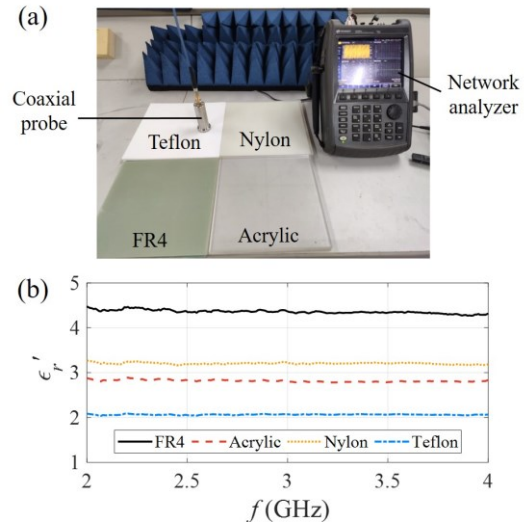 (a)
Coaxial
probe
Network
analyzer
Teflon
Nylon
FR4
Acrylic
(b)
5
4
3
2
1
ϵr′
2
2.5
3
3.5
4
f (GHz)
FR4
Acrylic
Nylon
Teflon